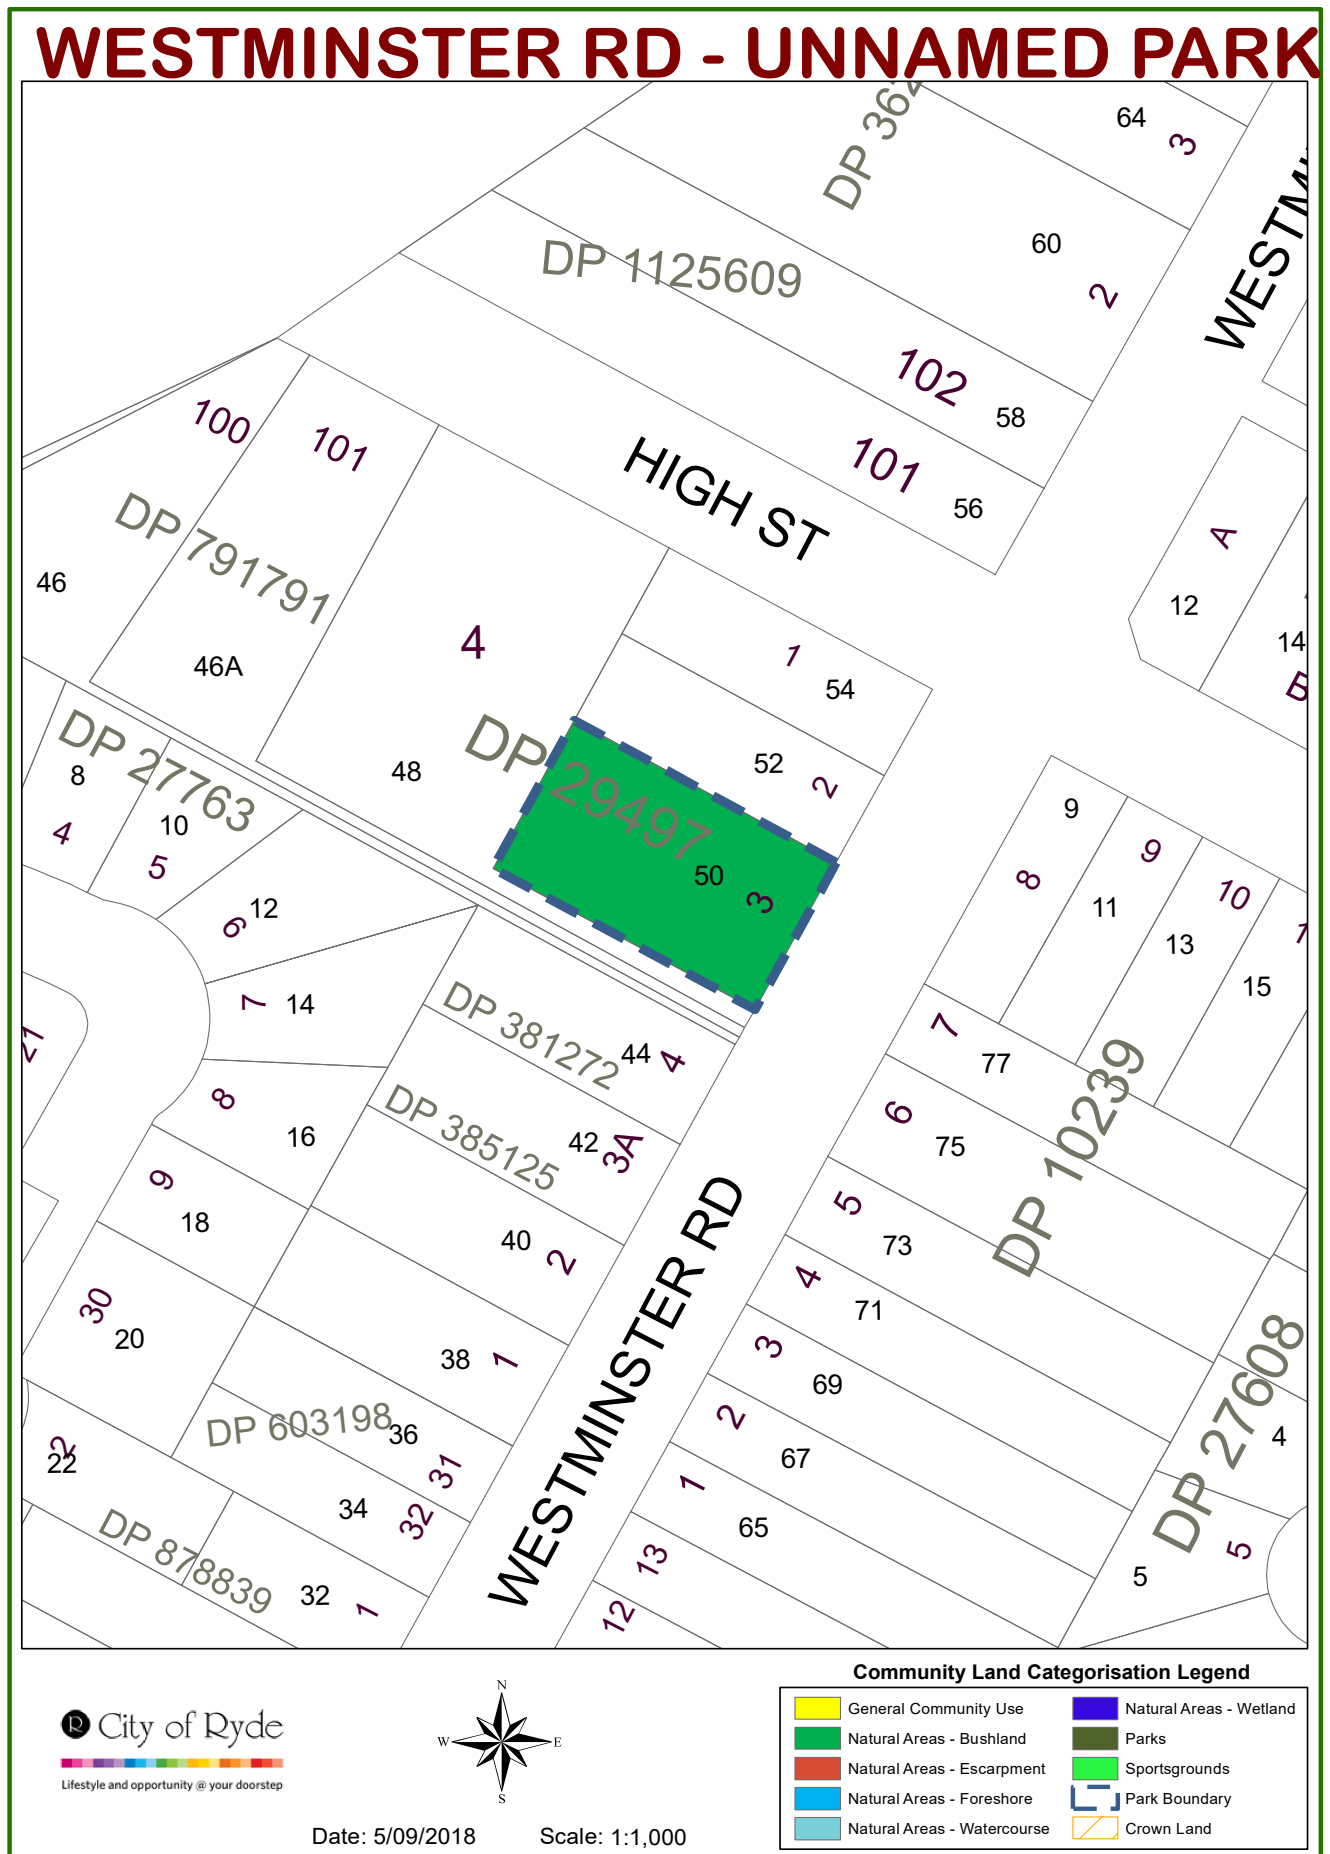 WESTMINSTER RD - UNNAMED PARK
64
3
60
2
DP 1125609
102
58
101
56
HIGH ST
100
101
DP 791791
46
46A
4
48
1
54
52
2
DP 29497
50
3
A
12
14
B
DP 27763
8
4
10
5
12
6
14
7
21
8
16
9
18
30
20
2
22
DP 381272
44
4
DP 385125
42
3A
40
2
38
1
DP 603198
36
31
34
32
DP 878839
32
1
WESTMINSTER RD
9
8
9
11
10
13
15
7
77
6
75
DP 10239
5
73
4
71
3
69
2
67
1
65
13
12
DP 27608
4
5
5
City of Ryde
Lifestyle and opportunity @ your doorstep
N
W
E
S
Date: 5/09/2018
Scale: 1:1,000
Community Land Categorisation Legend
General Community Use
Natural Areas - Bushland
Natural Areas - Escarpment
Natural Areas - Foreshore
Natural Areas - Watercourse
Natural Areas - Wetland
Parks
Sportsgrounds
Park Boundary
Crown Land